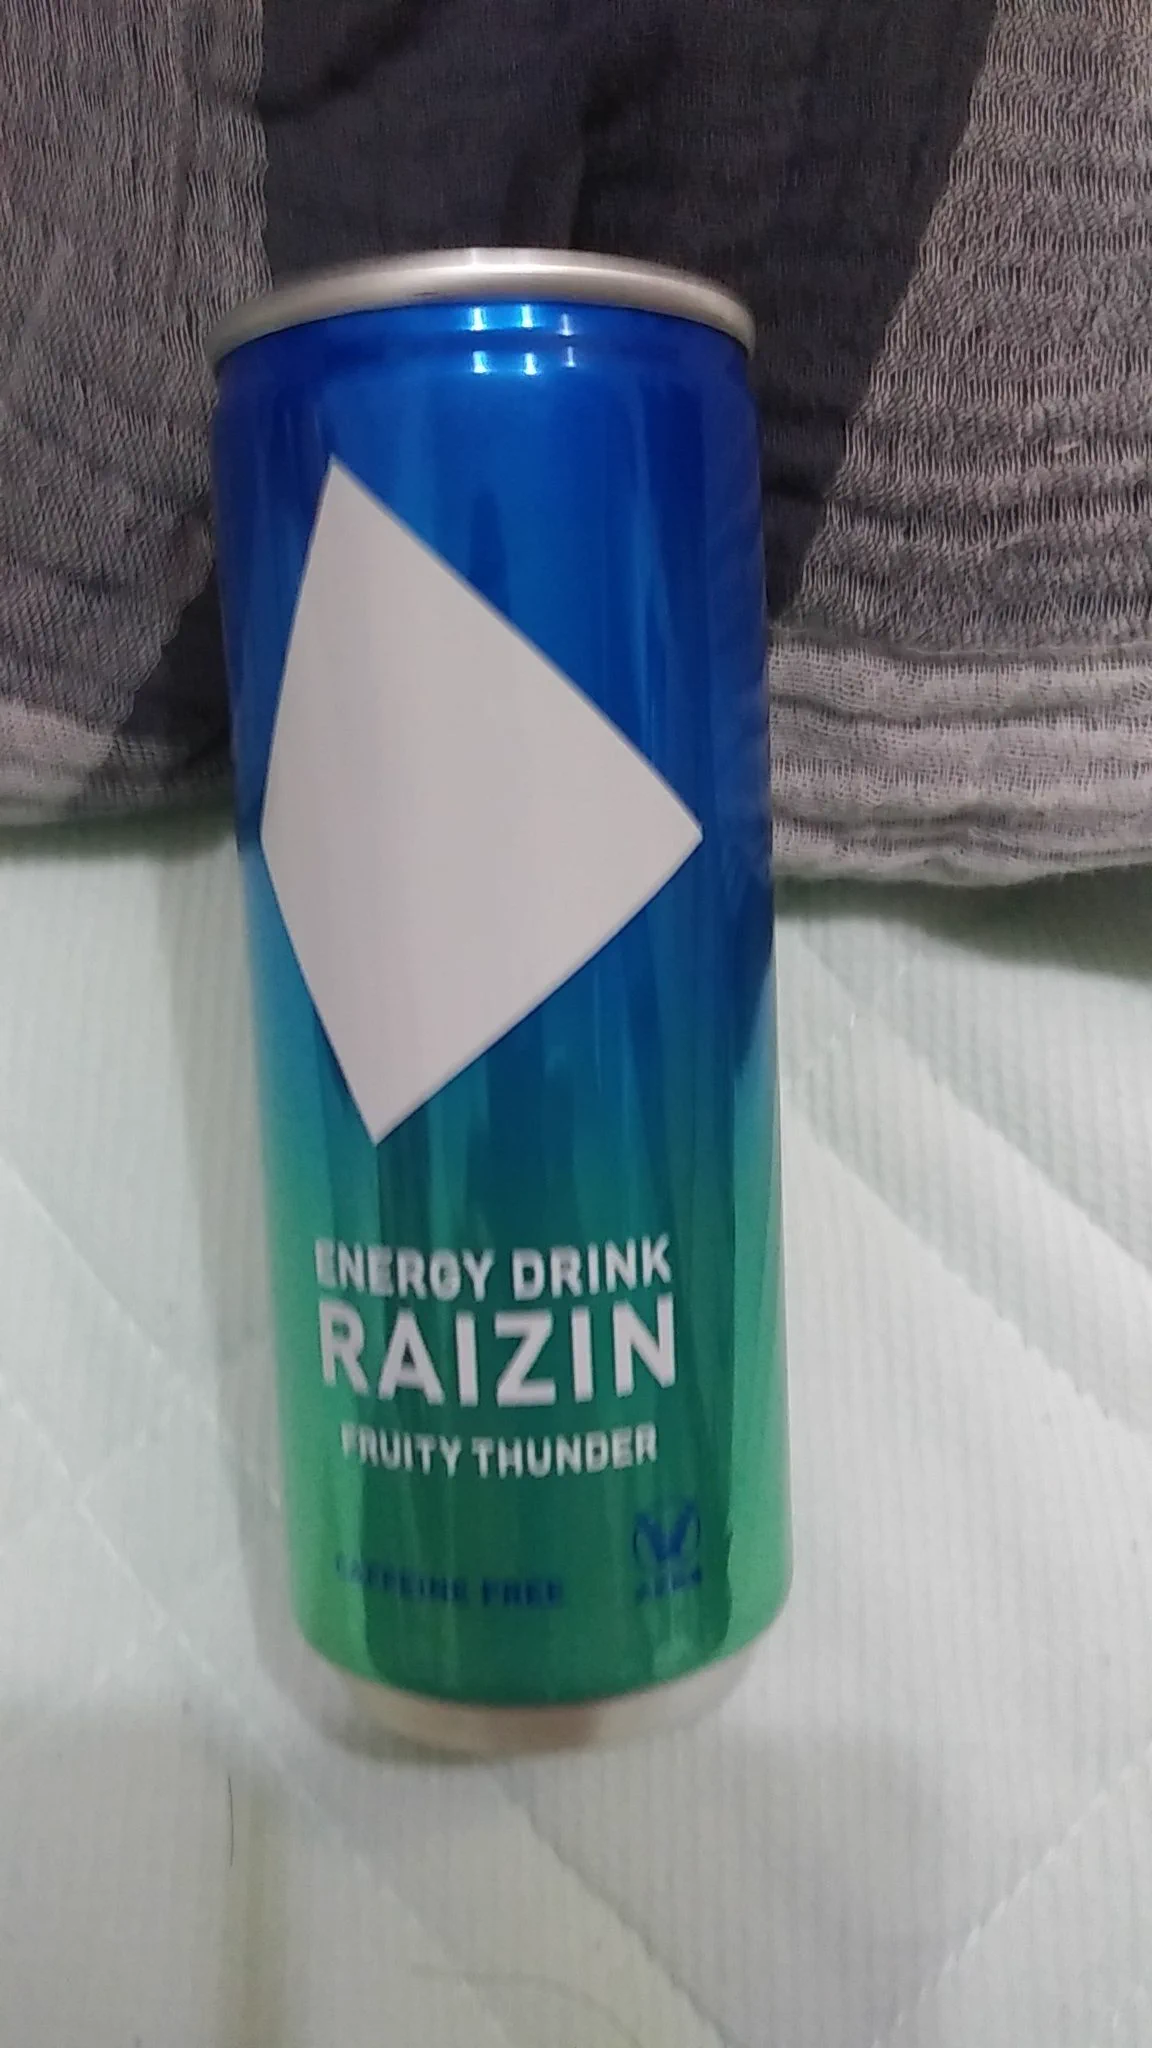 ENERGY DRINK
RAIZIN
FRUITY THUNDER
CAFFEINE FREE